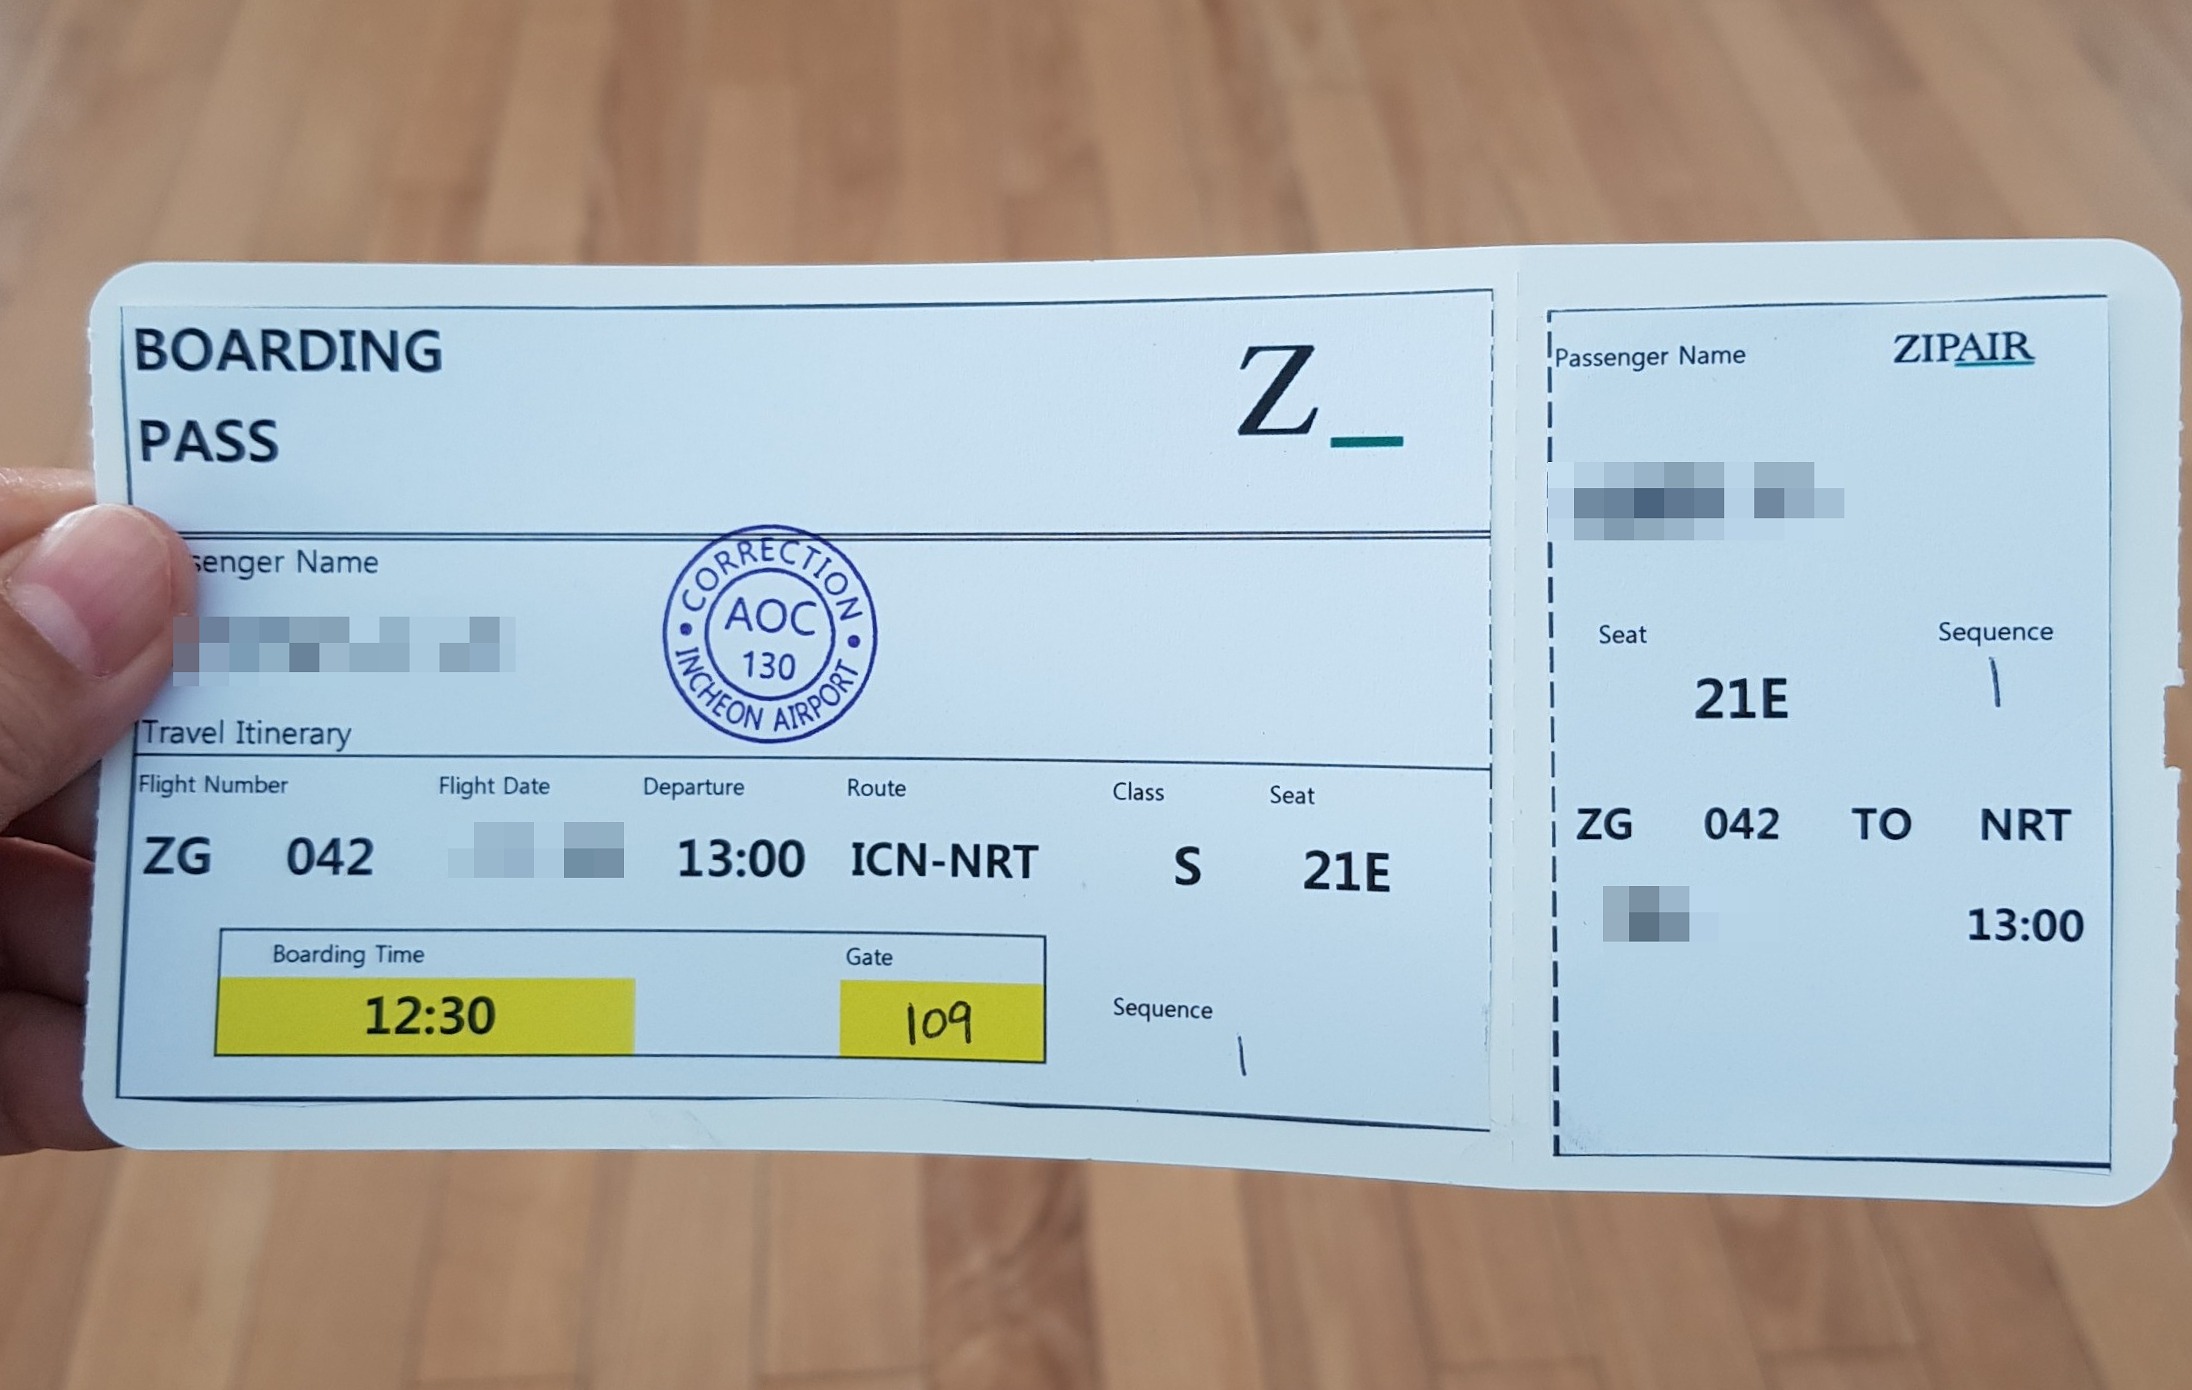 BOARDING
PASS
Z_
senger Name
CORRECTION
AOC
130
INCHEON AIRPORT
Travel Itinerary
Flight Number Flight Date Departure Route Class Seat
ZG 042 13:00 ICN-NRT S 21E
Boarding Time Gate
12:30 109
Sequence
1
Passenger Name ZIPAIR
Seat Sequence
21E 1
ZG 042 TO NRT
13:00